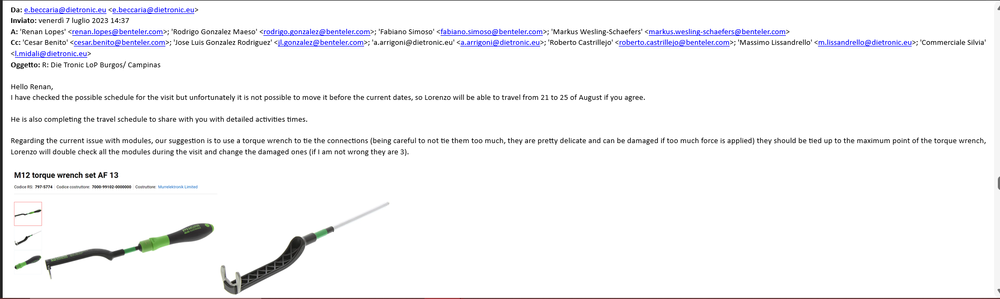 Da: e.beccaria@dietronic.eu <e.beccaria@dietronic.eu>
Inviato: venerdì 7 luglio 2023 14:37
A: 'Renan Lopes' <renan.lopes@benteler.com>; 'Rodrigo Gonzalez Maeso' <rodrigo.gonzalez@benteler.com>; 'Fabiano Simoso' <fabiano.simoso@benteler.com>; 'Markus Wesling-Schaefers' <markus.wesling-schaefers@benteler.com>
Cc: 'Cesar Benito' <cesar.benito@benteler.com>; 'Jose Luis Gonzalez Rodriguez' <jl.gonzalez@benteler.com>; 'a.arrigoni@dietronic.eu' <a.arrigoni@dietronic.eu>; 'Roberto Castrillejo' <roberto.castrillejo@benteler.com>; 'Massimo Lissandrello' <m.lissandrello@dietronic.eu>; 'Commerciale Silvia'
<l.midali@dietronic.eu>
Oggetto: R: Die Tronic LoP Burgos/ Campinas
Hello Renan,
I have checked the possible schedule for the visit but unfortunately it is not possible to move it before the current dates, so Lorenzo will be able to travel from 21 to 25 of August if you agree.
He is also completing the travel schedule to share with you with detailed activities times.
Regarding the current issue with modules, our suggestion is to use a torque wrench to tie the connections (being careful to not tie them too much, they are pretty delicate and can be damaged if too much force is applied) they should be tied up to the maximum point of the torque wrench,
Lorenzo will double check all the modules during the visit and change the damaged ones (if I am not wrong they are 3).
M12 torque wrench set AF 13
Codice RS: 797-5774 Codice costruttore: 7000-99102-0000000 Costruttore: Murrelektronik Limited
MURR